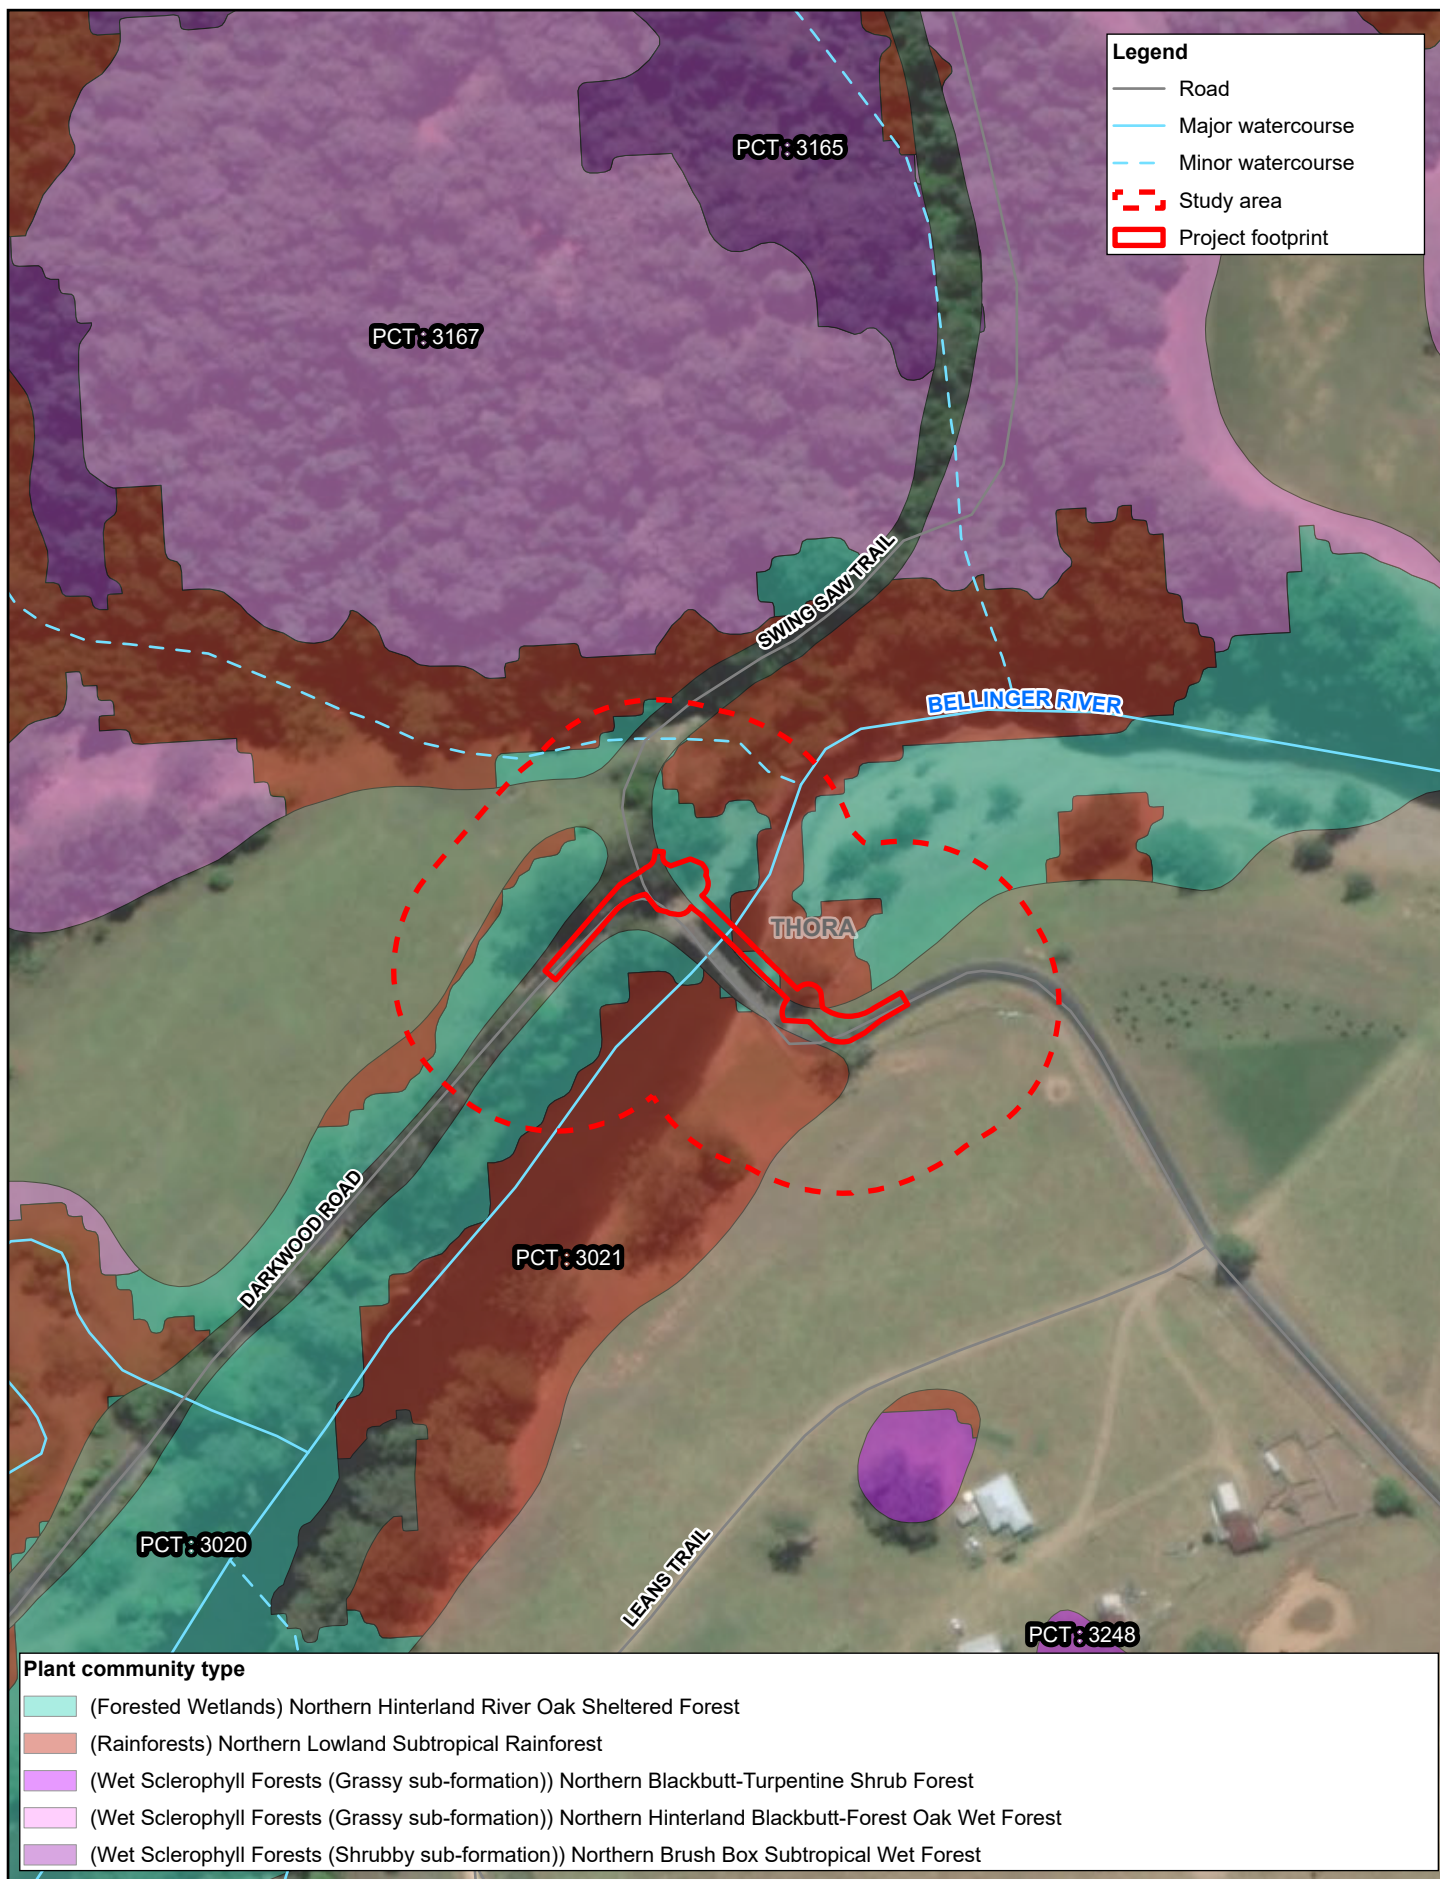 Legend
Road
Major watercourse
Minor watercourse
Study area
Project footprint
PCT : 3165
PCT : 3167
SWING SAW TRAIL
BELLINGER RIVER
THORA
DARKWOOD ROAD
PCT : 3021
PCT : 3020
LEANS TRAIL
PCT : 3248
Plant community type
(Forested Wetlands) Northern Hinterland River Oak Sheltered Forest
(Rainforests) Northern Lowland Subtropical Rainforest
(Wet Sclerophyll Forests (Grassy sub-formation)) Northern Blackbutt-Turpentine Shrub Forest
(Wet Sclerophyll Forests (Grassy sub-formation)) Northern Hinterland Blackbutt-Forest Oak Wet Forest
(Wet Sclerophyll Forests (Shrubby sub-formation)) Northern Brush Box Subtropical Wet Forest